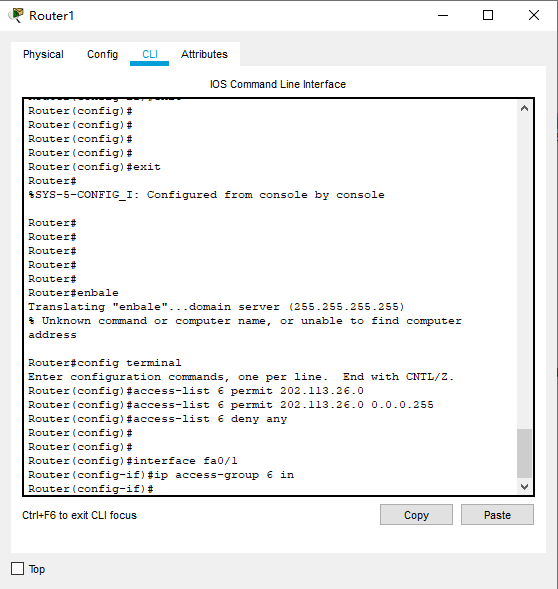 Router1
Physical Config CLI Attributes
IOS Command Line Interface
Router(config)#
Router(config)#
Router(config)#
Router(config)#
Router(config)#exit
Router#
%SYS-5-CONFIG_I: Configured from console by console
Router#
Router#
Router#
Router#
Router#
Router#enbale
Translating "enbale"...domain server (255.255.255.255)
% Unknown command or computer name, or unable to find computer
address
Router#config terminal
Enter configuration commands, one per line.  End with CNTL/Z.
Router(config)#access-list 6 permit 202.113.26.0
Router(config)#access-list 6 permit 202.113.26.0 0.0.0.255
Router(config)#access-list 6 deny any
Router(config)#
Router(config)#
Router(config)#interface fa0/1
Router(config-if)#ip access-group 6 in
Router(config-if)#
Ctrl+F6 to exit CLI focus
Copy Paste
Top